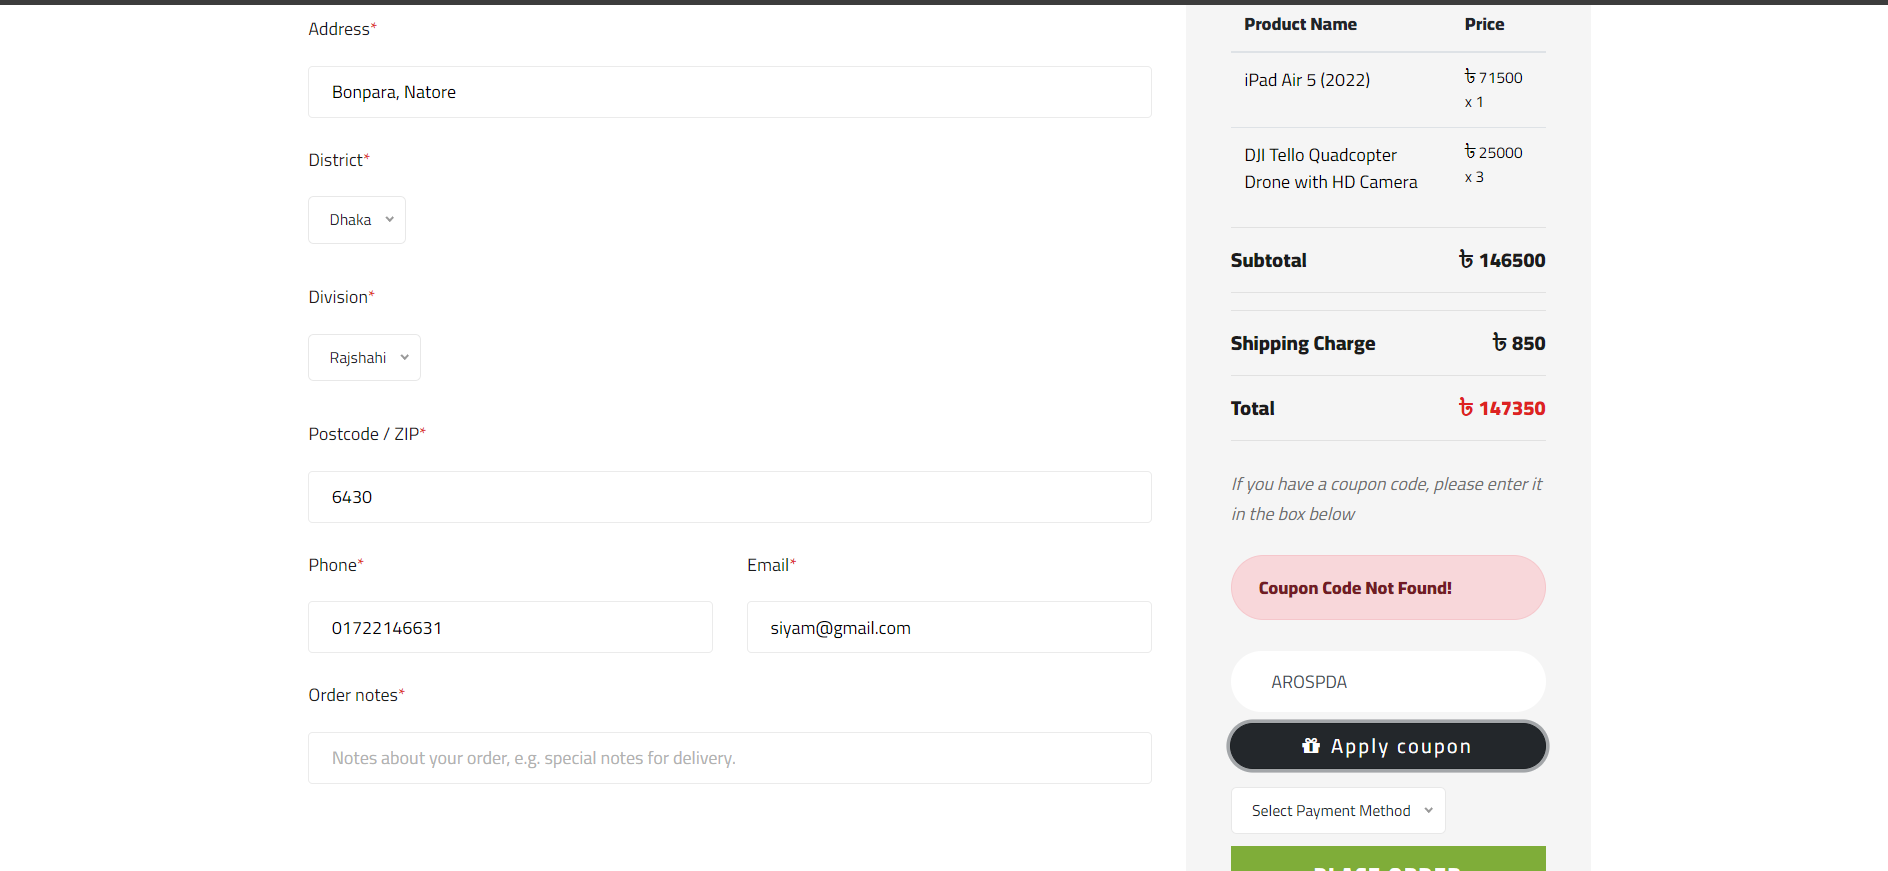 Address*
Bonpara, Natore
District*
Dhaka
Division*
Rajshahi
Postcode / ZIP*
6430
Phone*
Email*
01722146631
siyam@gmail.com
Order notes*
Notes about your order, e.g. special notes for delivery.
Product Name Price
iPad Air 5 (2022) ৳ 71500
x 1
DJI Tello Quadcopter ৳ 25000
Drone with HD Camera x 3
Subtotal ৳ 146500
Shipping Charge ৳ 850
Total ৳ 147350
If you have a coupon code, please enter it
in the box below
Coupon Code Not Found!
AROSPDA
Apply coupon
Select Payment Method
PLACE ORDER